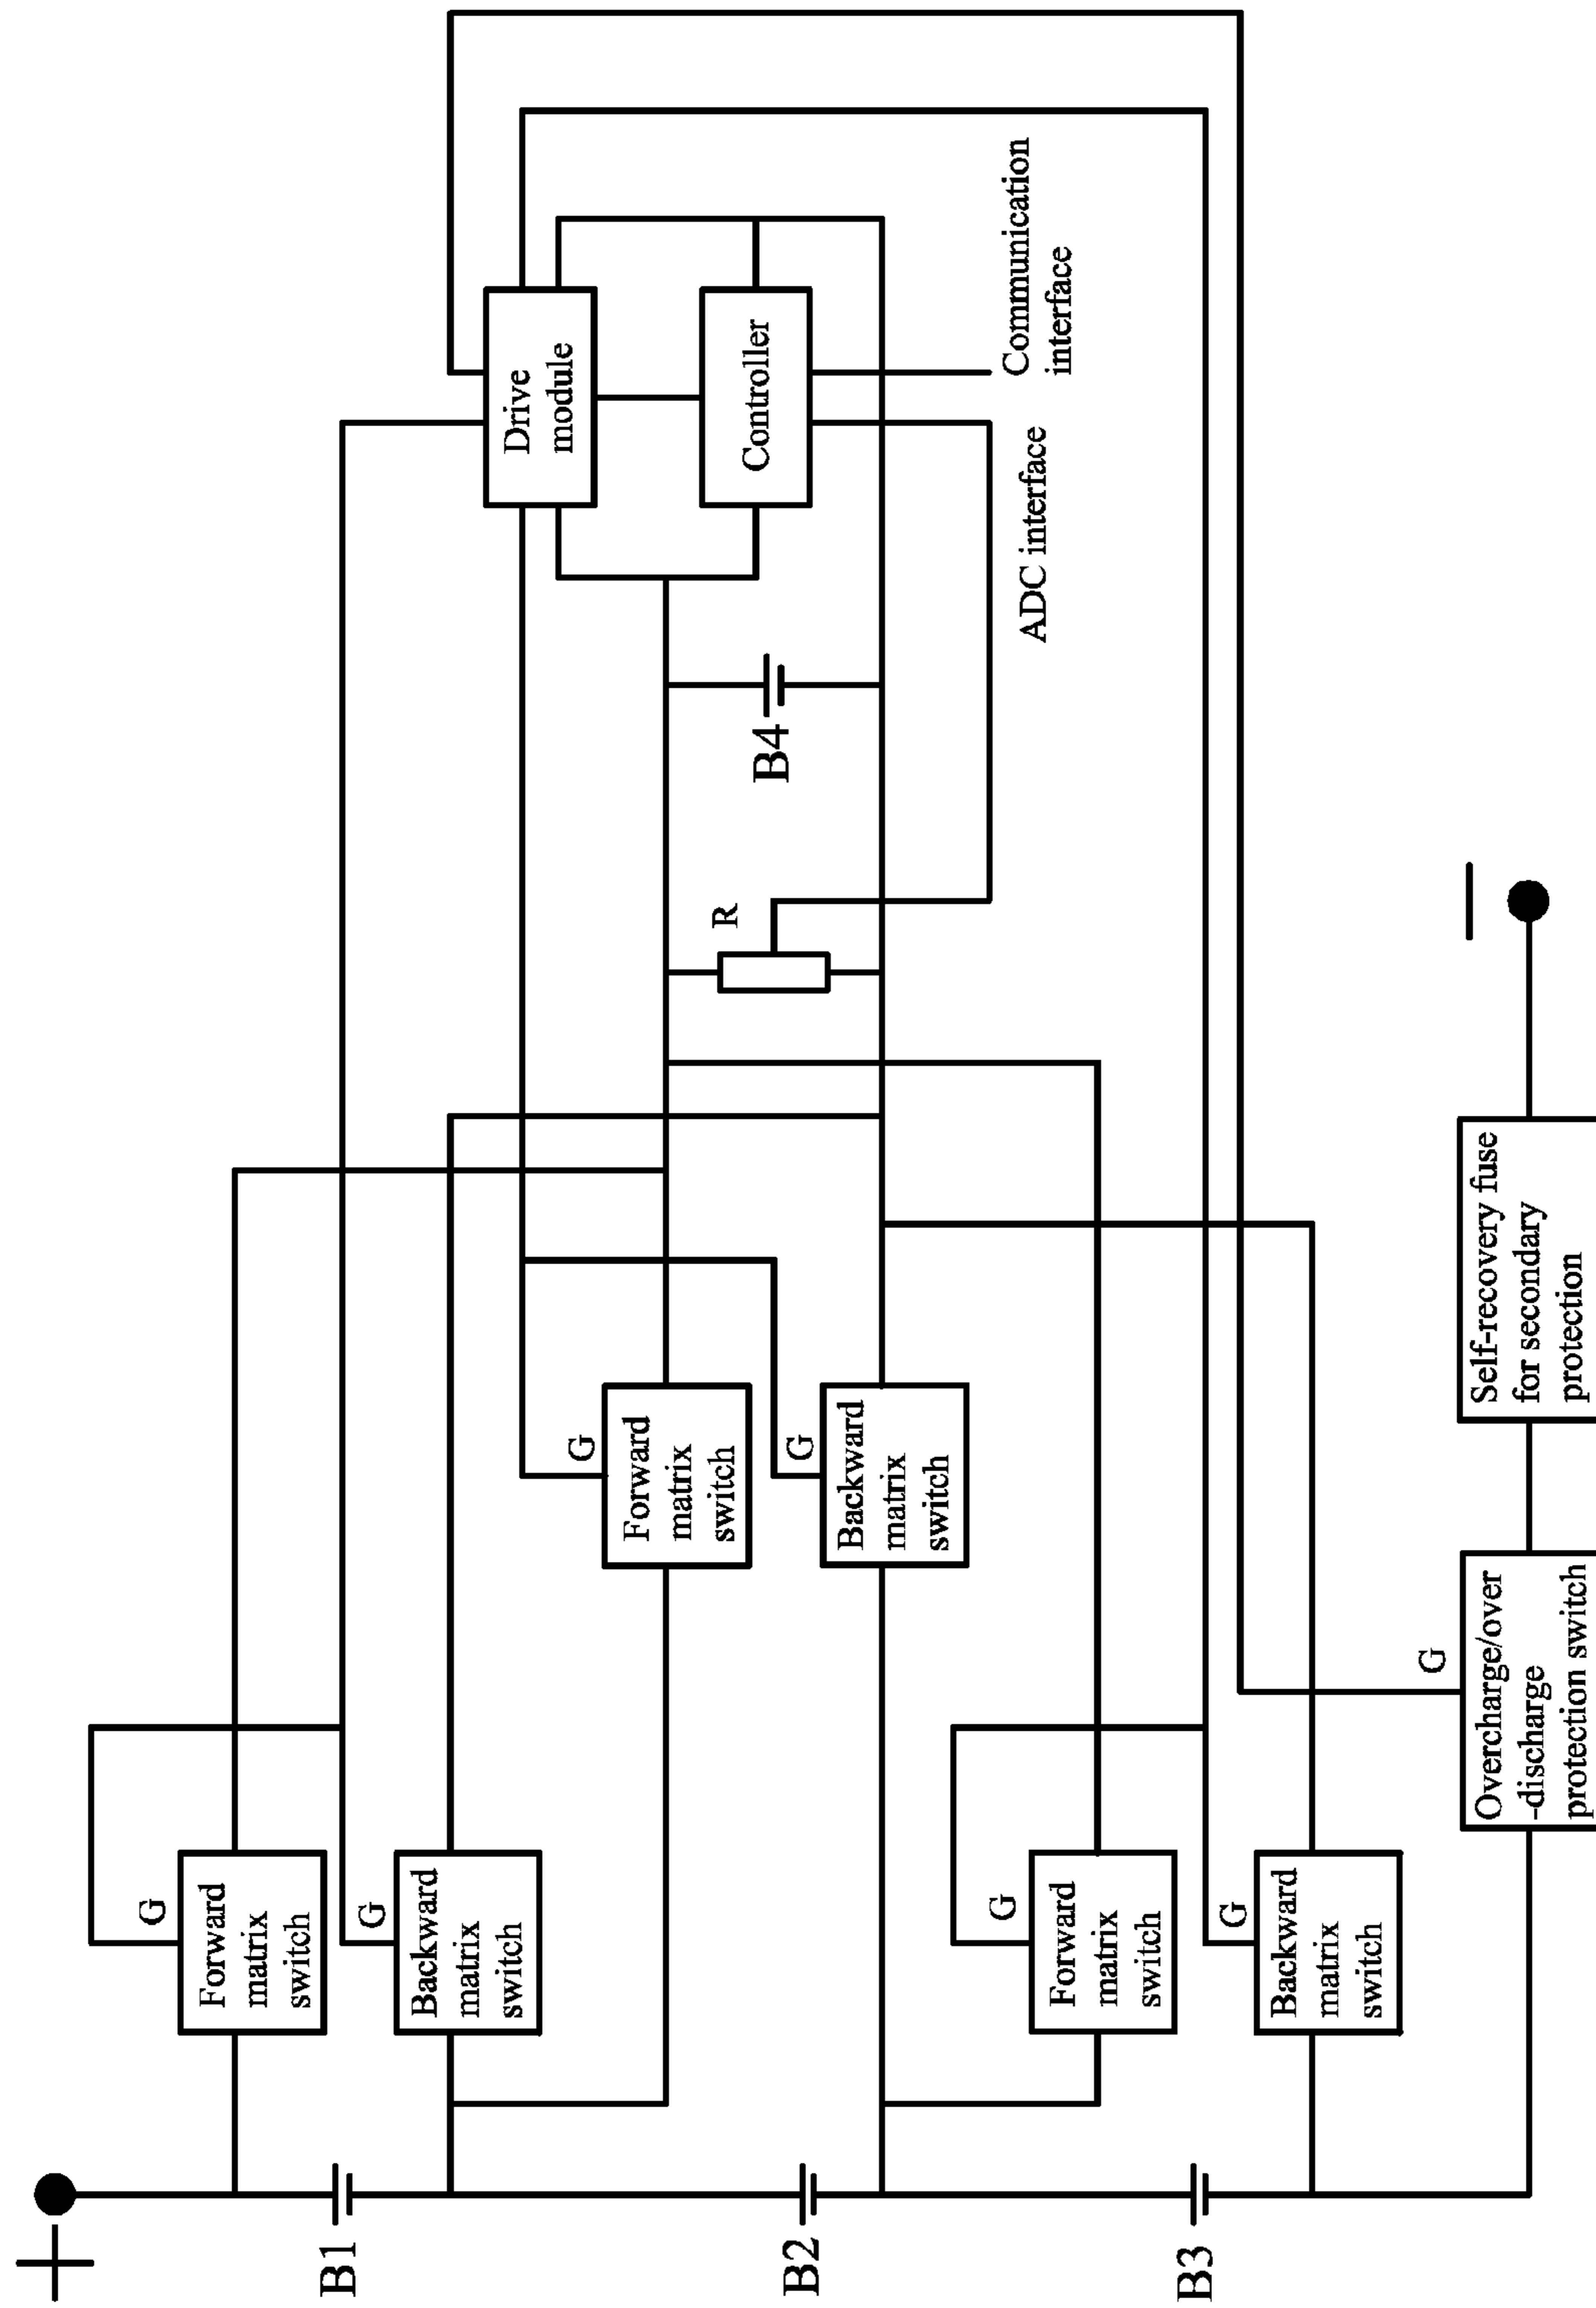 +
B1
B2
B3
B4
G
Forward
matrix
switch
G
Backward
matrix
switch
G
Forward
matrix
switch
G
Backward
matrix
switch
G
Forward
matrix
switch
G
Backward
matrix
switch
R
Drive
module
Controller
Communication
interface
ADC interface
G
Overcharge/over
-discharge
protection switch
Self-recovery fuse
for secondary
protection
—